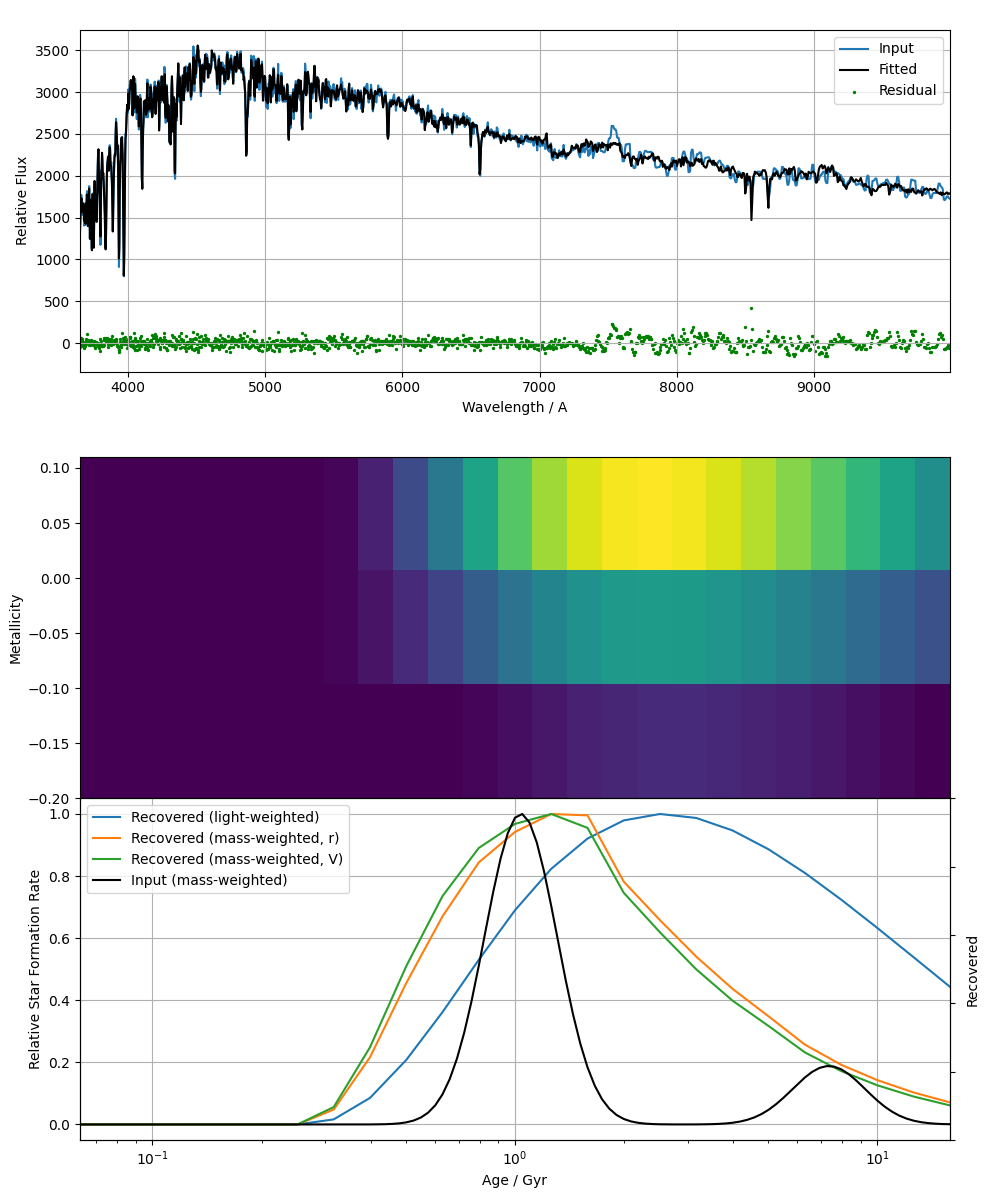 3500
3000
2500
2000
1500
1000
500
0
Relative Flux
Input
Fitted
Residual
4000 5000 6000 7000 8000 9000
Wavelength / A
0.10
0.05
0.00
−0.05
−0.10
−0.15
−0.20
Metallicity
1.0
0.8
0.6
0.4
0.2
0.0
Relative Star Formation Rate
Recovered (light-weighted)
Recovered (mass-weighted, r)
Recovered (mass-weighted, V)
Input (mass-weighted)
Recovered
10⁻¹ 10⁰ 10¹
Age / Gyr